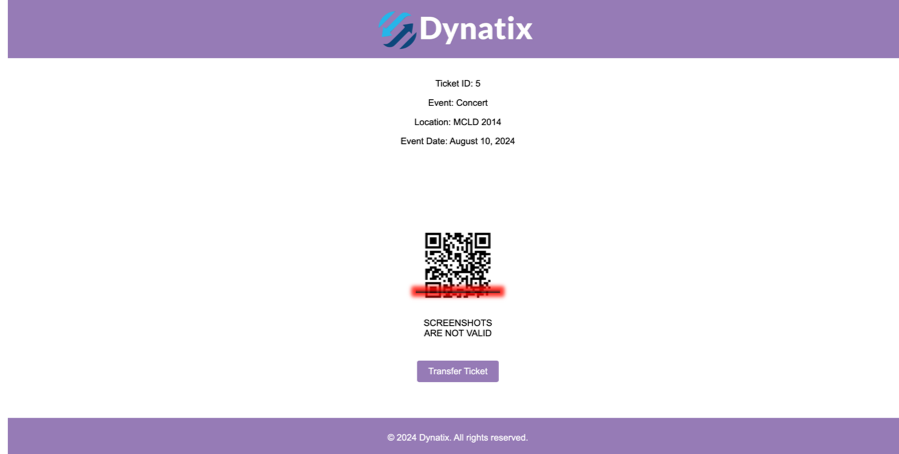 Dynatix
Ticket ID: 5
Event: Concert
Location: MCLD 2014
Event Date: August 10, 2024
SCREENSHOTS
ARE NOT VALID
Transfer Ticket
© 2024 Dynatix. All rights reserved.